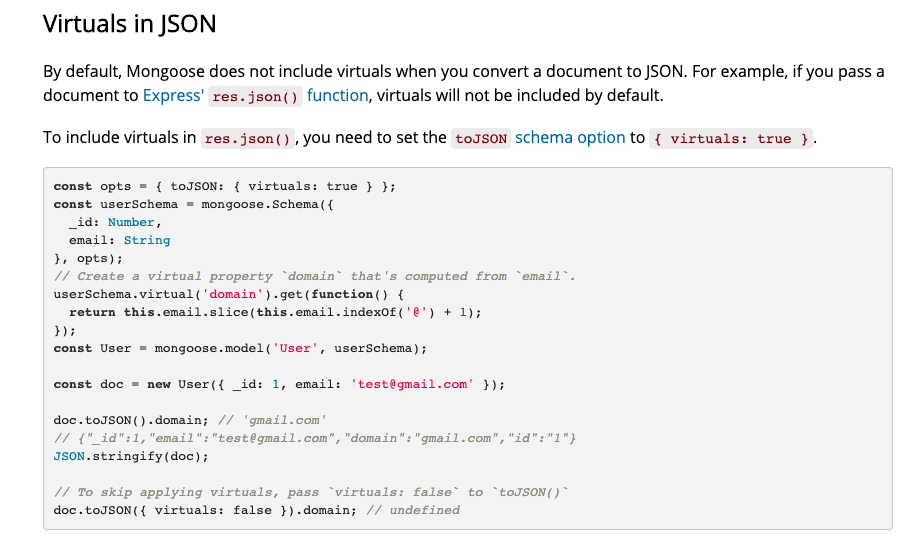 Virtuals in JSON
By default, Mongoose does not include virtuals when you convert a document to JSON. For example, if you pass a
document to Express' res.json() function, virtuals will not be included by default.
To include virtuals in res.json(), you need to set the toJSON schema option to { virtuals: true }.
const opts = { toJSON: { virtuals: true } };
const userSchema = mongoose.Schema({
  _id: Number,
  email: String
}, opts);
// Create a virtual property `domain` that's computed from `email`.
userSchema.virtual('domain').get(function() {
  return this.email.slice(this.email.indexOf('@') + 1);
});
const User = mongoose.model('User', userSchema);
const doc = new User({ _id: 1, email: 'test@gmail.com' });
doc.toJSON().domain; // 'gmail.com'
// {"_id":1,"email":"test@gmail.com","domain":"gmail.com","id":"1"}
JSON.stringify(doc);
// To skip applying virtuals, pass `virtuals: false` to `toJSON()`
doc.toJSON({ virtuals: false }).domain; // undefined